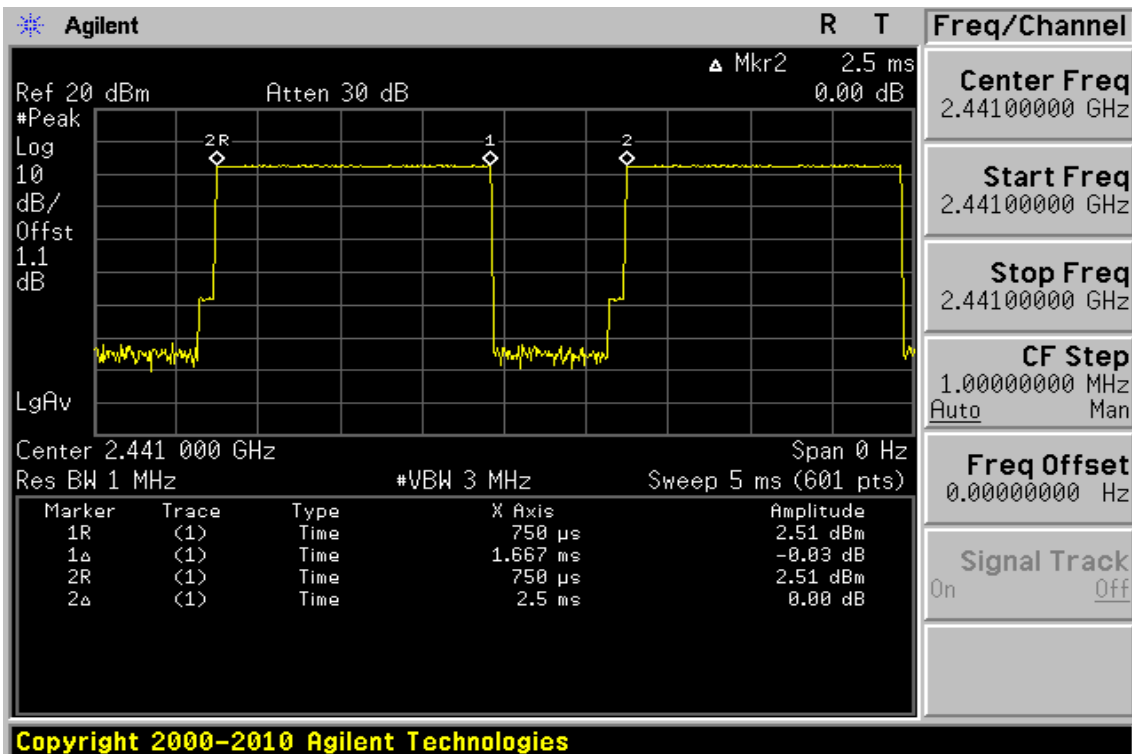 Agilent R T
Δ Mkr2 2.5 ms
Ref 20 dBm Atten 30 dB 0.00 dB
#Peak
Log
10
dB/
Offst
1.1
dB
LgAv
2R 1 2
Center 2.441 000 GHz Span 0 Hz
Res BW 1 MHz #VBW 3 MHz Sweep 5 ms (601 pts)
Marker Trace Type X Axis Amplitude
1R (1) Time 750 µs 2.51 dBm
1Δ (1) Time 1.667 ms -0.03 dB
2R (1) Time 750 µs 2.51 dBm
2Δ (1) Time 2.5 ms 0.00 dB
Freq/Channel
Center Freq
2.44100000 GHz
Start Freq
2.44100000 GHz
Stop Freq
2.44100000 GHz
CF Step
1.00000000 MHz
Auto Man
Freq Offset
0.00000000 Hz
Signal Track
On Off
Copyright 2000-2010 Agilent Technologies